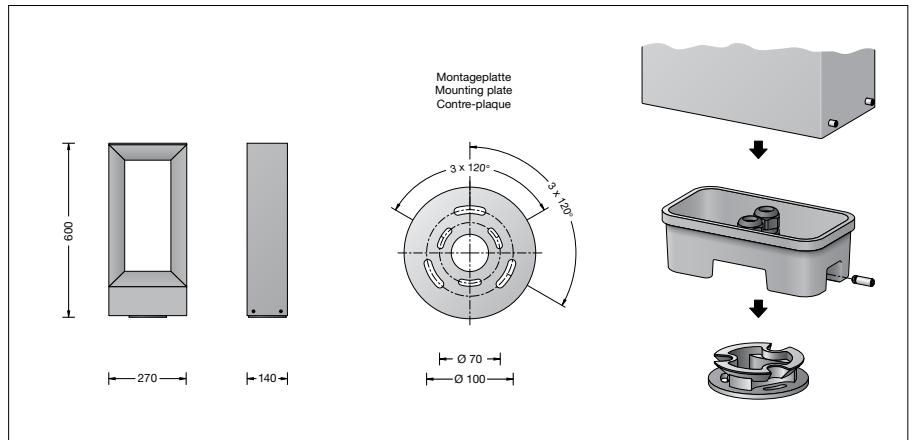 Montageplatte
Mounting plate
Contre-plaque
3 x 120°
3 x 120°
600
270
140
Ø 70
Ø 100